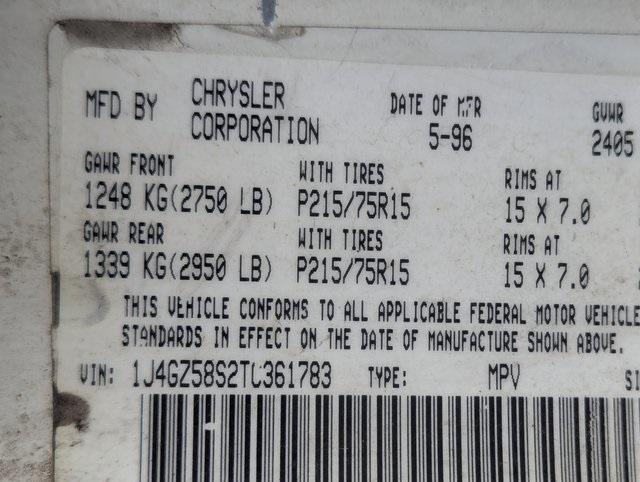 MFD BY CHRYSLER CORPORATION DATE OF MFR 5-96 GVWR 2405
GAWR FRONT WITH TIRES RIMS AT
1248 KG(2750 LB) P215/75R15 15 X 7.0
GAWR REAR WITH TIRES RIMS AT
1339 KG(2950 LB) P215/75R15 15 X 7.0
THIS VEHICLE CONFORMS TO ALL APPLICABLE FEDERAL MOTOR VEHICLE
STANDARDS IN EFFECT ON THE DATE OF MANUFACTURE SHOWN ABOVE.
VIN: 1J4GZ58S2TC361783 TYPE: MPV SI